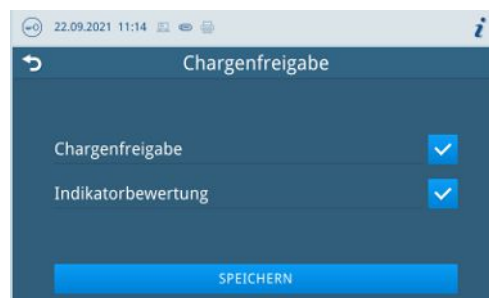 22.09.2021 11:14
i
Chargenfreigabe
Chargenfreigabe
Indikatorbewertung
SPEICHERN